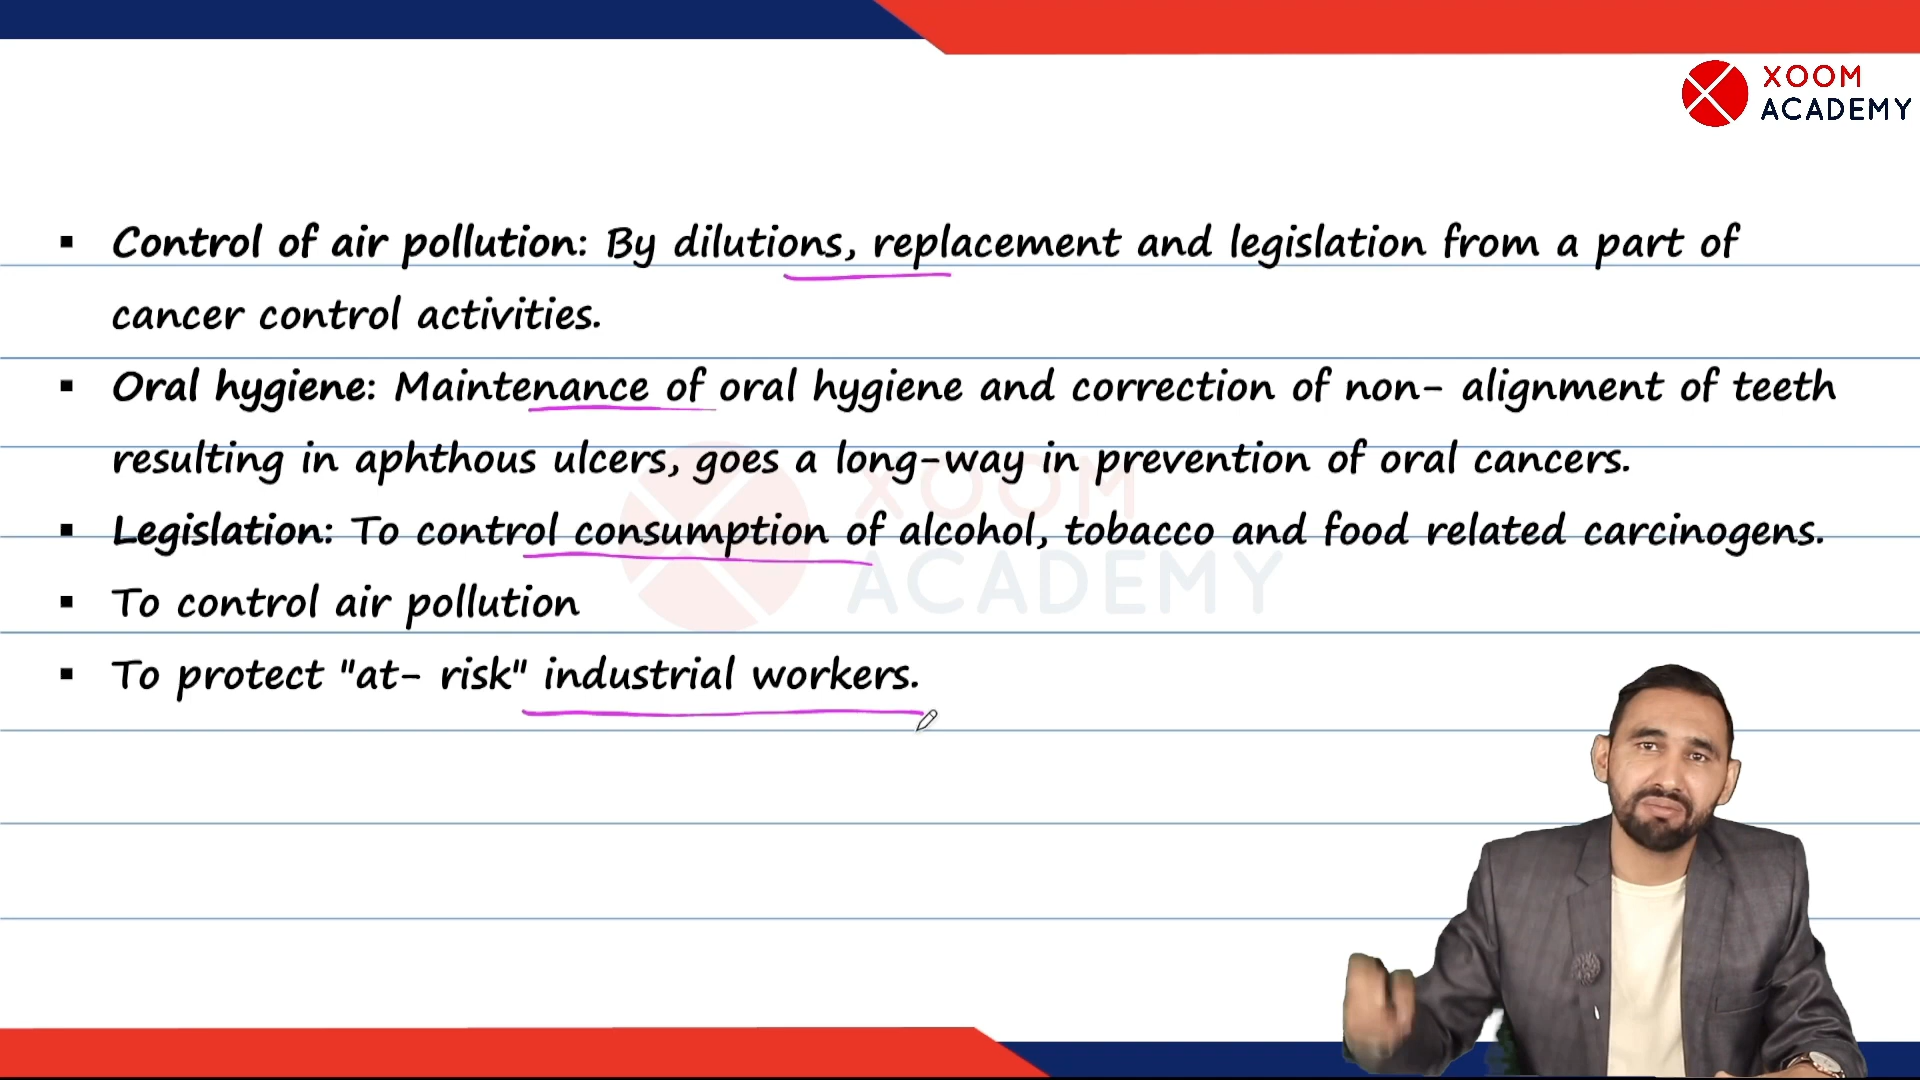 XOOM
ACADEMY
▪ Control of air pollution: By dilutions, replacement and legislation from a part of
cancer control activities.
▪ Oral hygiene: Maintenance of oral hygiene and correction of non- alignment of teeth
resulting in aphthous ulcers, goes a long-way in prevention of oral cancers.
▪ Legislation: To control consumption of alcohol, tobacco and food related carcinogens.
▪ To control air pollution
▪ To protect "at- risk" industrial workers.
XOOM
ACADEMY